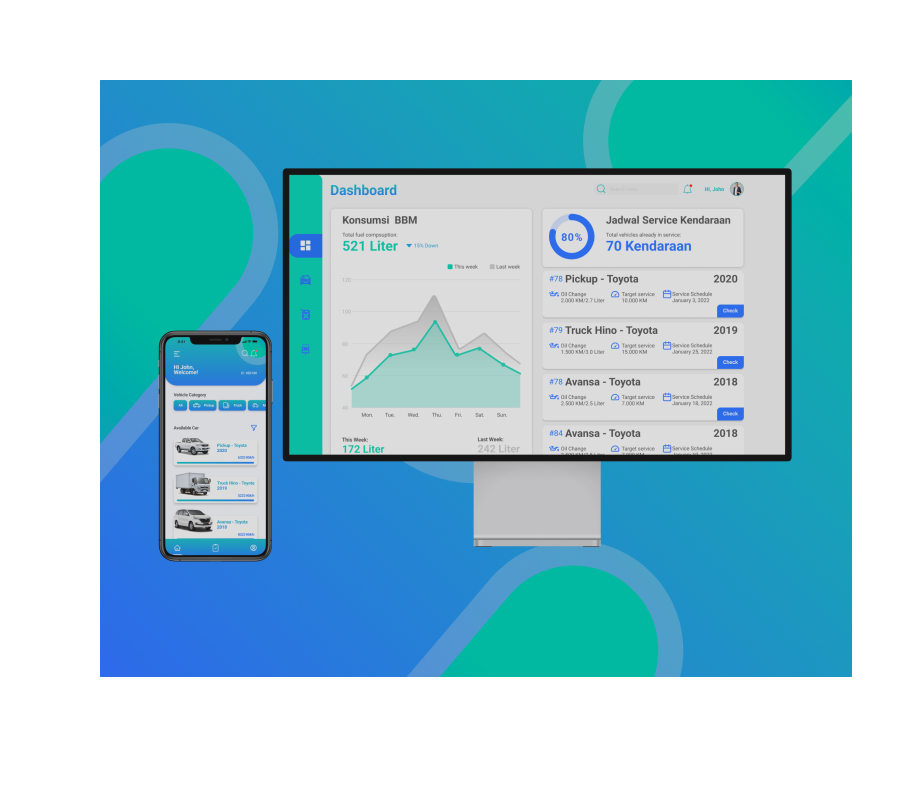 Dashboard
Hi, John
Konsumsi BBM
Total fuel compsuption:
521 Liter
15% Down
This week
Last week
120
100
80
60
40
Mon.
Tue.
Wed.
Thu.
Fri.
Sat.
Sun.
This Week:
172 Liter
Last Week:
242 Liter
80%
Jadwal Service Kendaraan
Total vehicles already in service:
70 Kendaraan
#78 Pickup - Toyota
2020
Oil Change
2.000 KM/2.7 Liter
Target service
10.000 KM
Service Schedule
January 3, 2022
Check
#79 Truck Hino - Toyota
2019
Oil Change
1.500 KM/3.0 Liter
Target service
15.000 KM
Service Schedule
January 25, 2022
Check
#78 Avansa - Toyota
2018
Oil Change
2.500 KM/2.5 Liter
Target service
7.000 KM
Service Schedule
January 18, 2022
Check
#84 Avansa - Toyota
2018
Oil Change
Target service
Service Schedule
Hi John,
Welcome!
Vehicle Category
All
Pickup
Truck
Available Car
Pickup - Toyota
2022
Truck Hino - Toyota
2019
Avansa - Toyota
2018